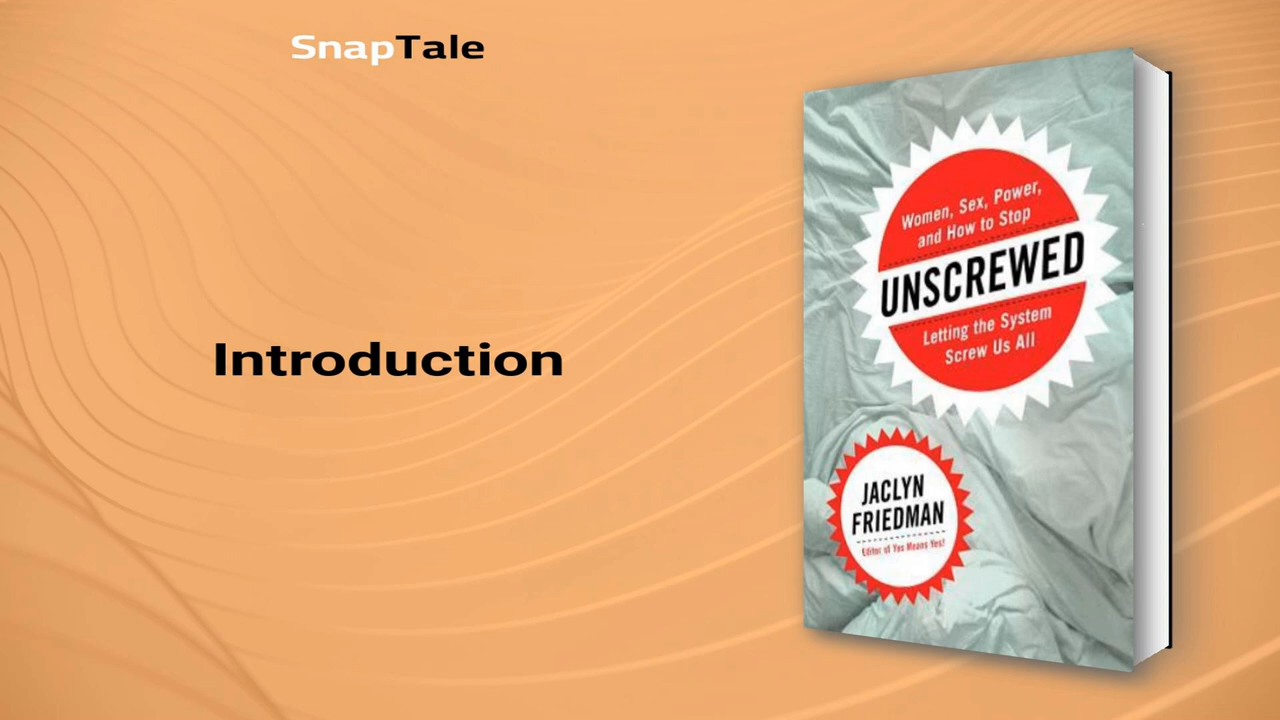 SnapTale
Introduction
Women, Sex, Power,
and How to Stop
UNSCREWED
Letting the System
Screw Us All
JACLYN
FRIEDMAN
Editor of Yes Means Yes!